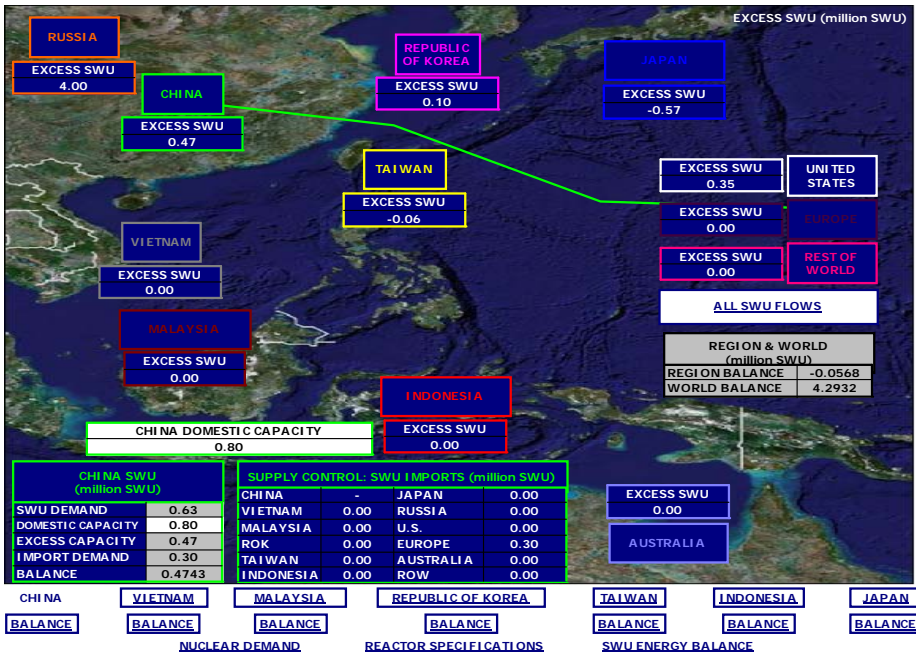 EXCESS SWU (million SWU)
RUSSIA
EXCESS SWU
4.00
REPUBLIC
OF KOREA
EXCESS SWU
0.10
JAPAN
EXCESS SWU
-0.57
CHINA
EXCESS SWU
0.47
TAIWAN
EXCESS SWU
-0.06
EXCESS SWU
0.35
UNITED
STATES
EXCESS SWU
0.00
EUROPE
EXCESS SWU
0.00
REST OF
WORLD
VIETNAM
EXCESS SWU
0.00
ALL SWU FLOWS
MALAYSIA
EXCESS SWU
0.00
REGION & WORLD
(million SWU)
REGION BALANCE -0.0568
WORLD BALANCE 4.2932
INDONESIA
EXCESS SWU
0.00
CHINA DOMESTIC CAPACITY
0.80
CHINA SWU
(million SWU)
SWU DEMAND 0.63
DOMESTIC CAPACITY 0.80
EXCESS CAPACITY 0.47
IMPORT DEMAND 0.30
BALANCE 0.4743
SUPPLY CONTROL: SWU IMPORTS (million SWU)
CHINA - JAPAN 0.00
VIETNAM 0.00 RUSSIA 0.00
MALAYSIA 0.00 U.S. 0.00
ROK 0.00 EUROPE 0.30
TAIWAN 0.00 AUSTRALIA 0.00
INDONESIA 0.00 ROW 0.00
EXCESS SWU
0.00
AUSTRALIA
CHINA VIETNAM MALAYSIA REPUBLIC OF KOREA TAIWAN INDONESIA JAPAN
BALANCE BALANCE BALANCE BALANCE BALANCE BALANCE BALANCE
NUCLEAR DEMAND REACTOR SPECIFICATIONS SWU ENERGY BALANCE